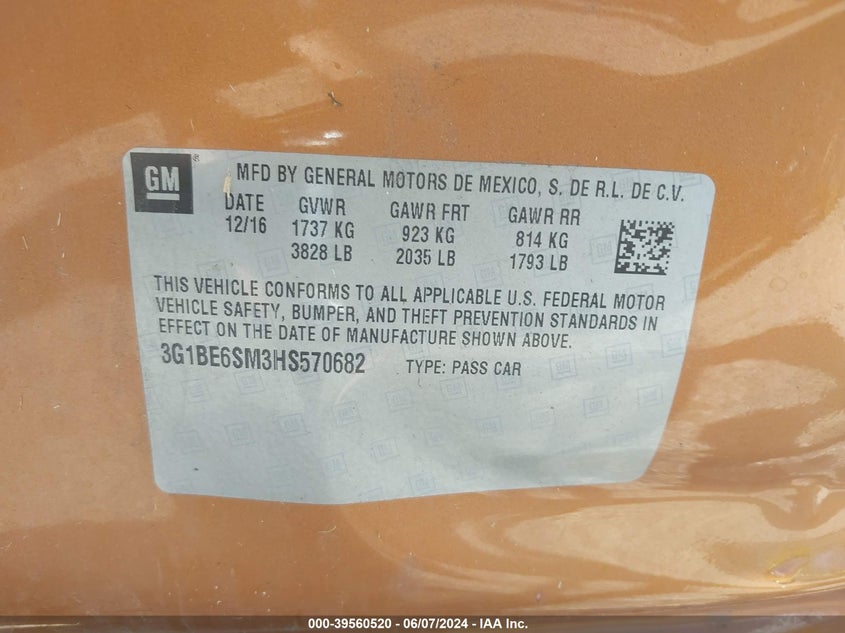 GM ®
MFD BY GENERAL MOTORS DE MEXICO, S. DE R.L. DE C.V.
DATE GVWR GAWR FRT GAWR RR
12/16 1737 KG 923 KG 814 KG
3828 LB 2035 LB 1793 LB
THIS VEHICLE CONFORMS TO ALL APPLICABLE U.S. FEDERAL MOTOR
VEHICLE SAFETY, BUMPER, AND THEFT PREVENTION STANDARDS IN
EFFECT ON THE DATE OF MANUFACTURE SHOWN ABOVE.
3G1BE6SM3HS570682 TYPE: PASS CAR
000-39560520 - 06/07/2024 - IAA Inc.